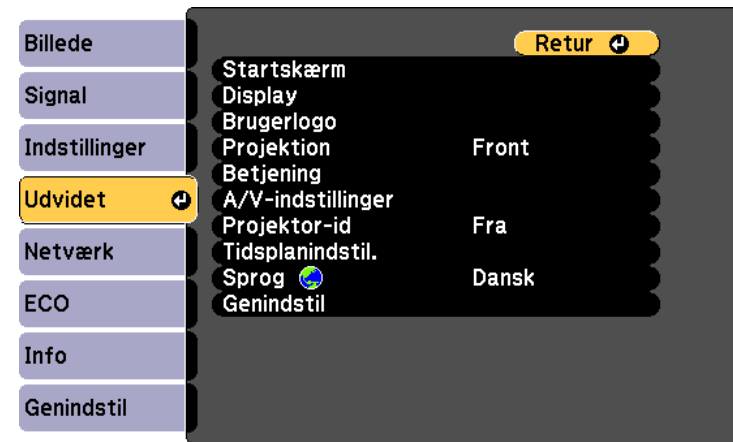 Billede
Signal
Indstillinger
Udvidet
Netværk
ECO
Info
Genindstil
Retur
Startskærm
Display
Brugerlogo
Projektion Front
Betjening
A/V-indstillinger
Projektor-id Fra
Tidsplanindstil.
Sprog Dansk
Genindstil